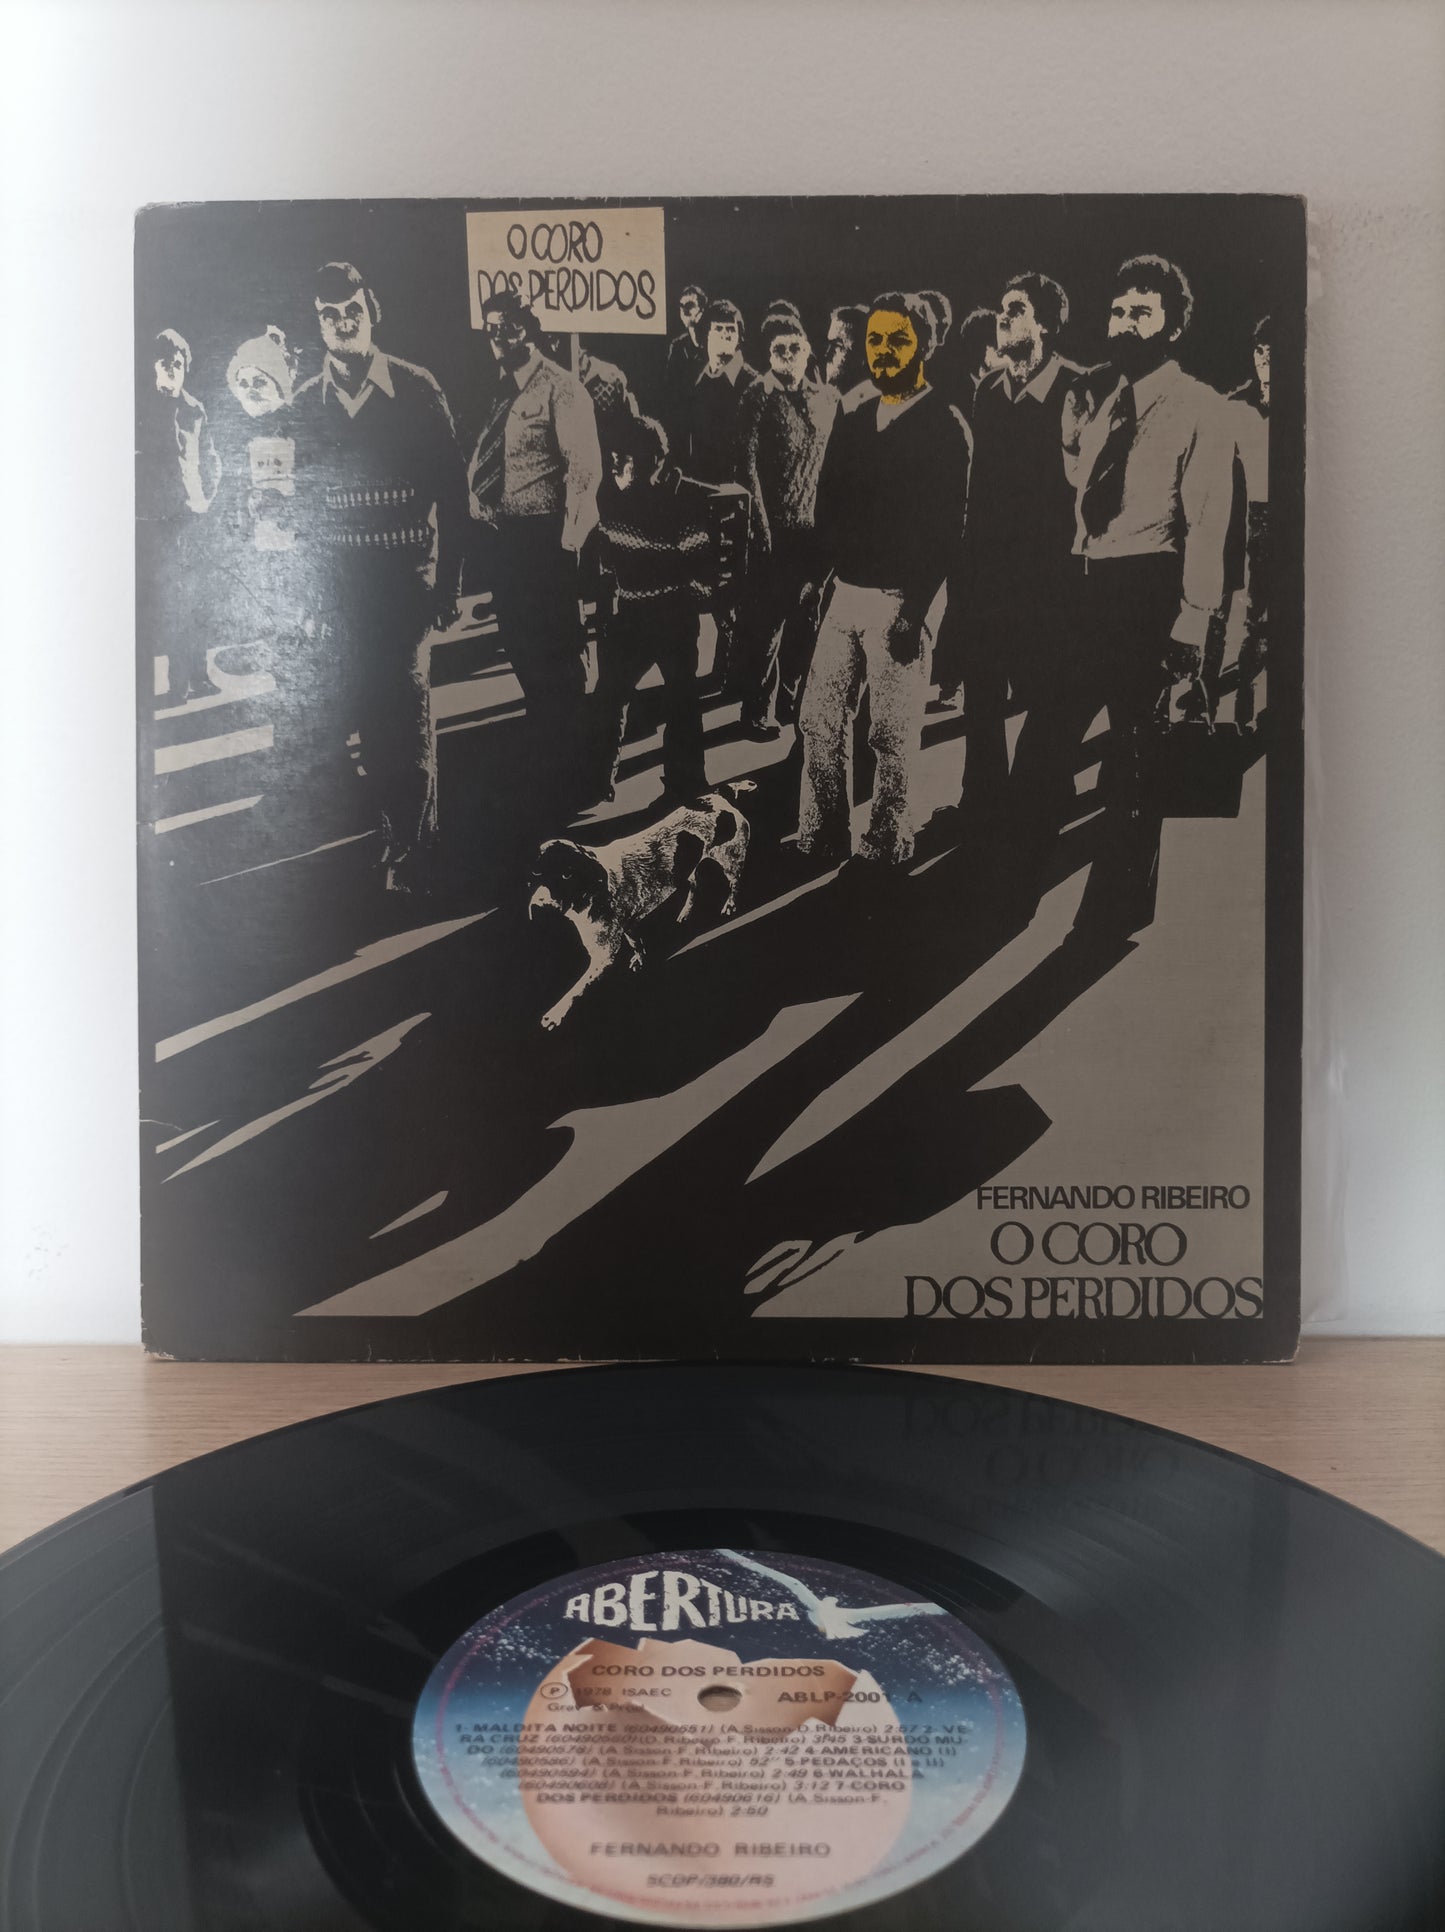 O CORO
DOS PERDIDOS
FERNANDO RIBEIRO
O CORO
DOS PERDIDOS
ABERTURA
CORO DOS PERDIDOS
Ⓟ 1978 ISAEC ABLP-2001 A
Grav & Prod
1-MALDITA NOITE (60490551) (A.Sisson-D.Ribeiro) 2:57 2-VE-
RA CRUZ (60490560) (D.Ribeiro-F.Ribeiro) 3:45 3-SURDO MU-
DO (60490578) (A.Sisson-F.Ribeiro) 2:42 4-AMERICANO (I)
(60490586) (A.Sisson-F.Ribeiro) 52" 5-PEDAÇOS (I e II)
(60490594) (A.Sisson-F.Ribeiro) 2:49 6-WALHALA
(60490608) (A.Sisson-F.Ribeiro) 3:12 7-CORO
DOS PERDIDOS (60490616) (A.Sisson-F.
Ribeiro) 2:50
FERNANDO RIBEIRO
SCDP/380/RS